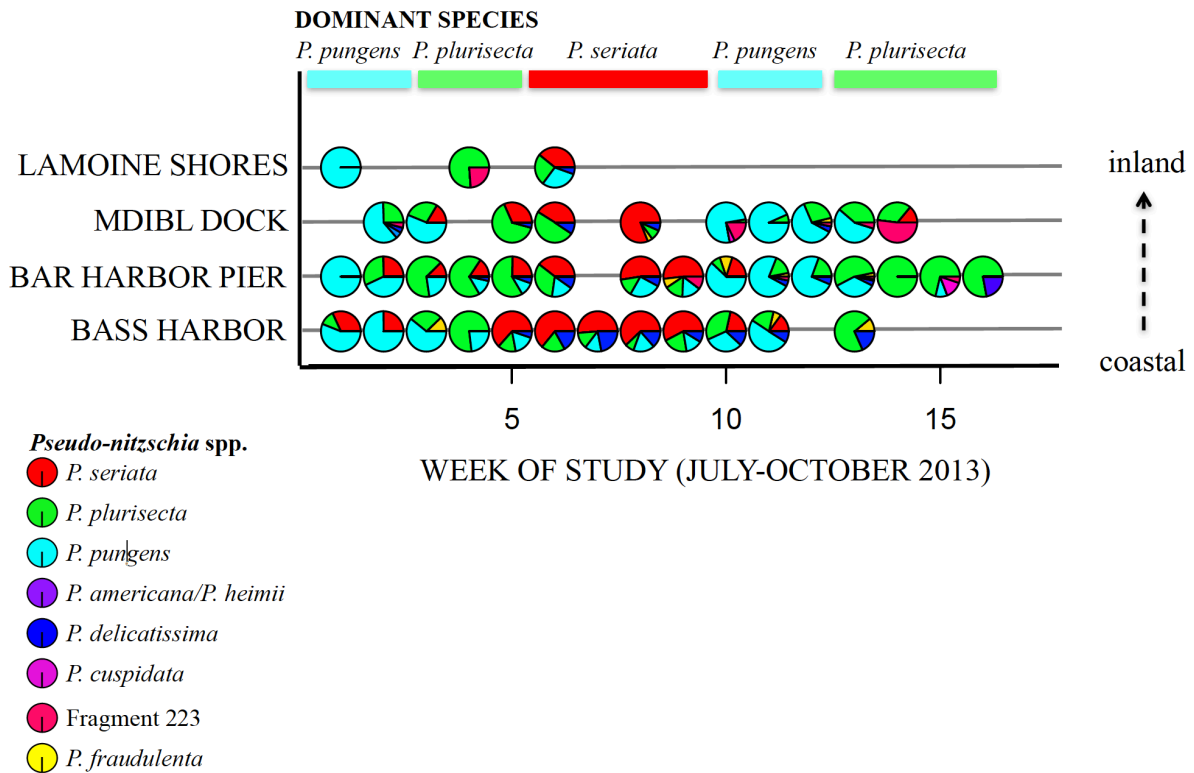 DOMINANT SPECIES
P. pungens P. plurisecta P. seriata P. pungens P. plurisecta
LAMOINE SHORES
inland
MDIBL DOCK
BAR HARBOR PIER
BASS HARBOR
coastal
5 10 15
WEEK OF STUDY (JULY-OCTOBER 2013)
Pseudo-nitzschia spp.
P. seriata
P. plurisecta
P. pungens
P. americana/P. heimii
P. delicatissima
P. cuspidata
Fragment 223
P. fraudulenta